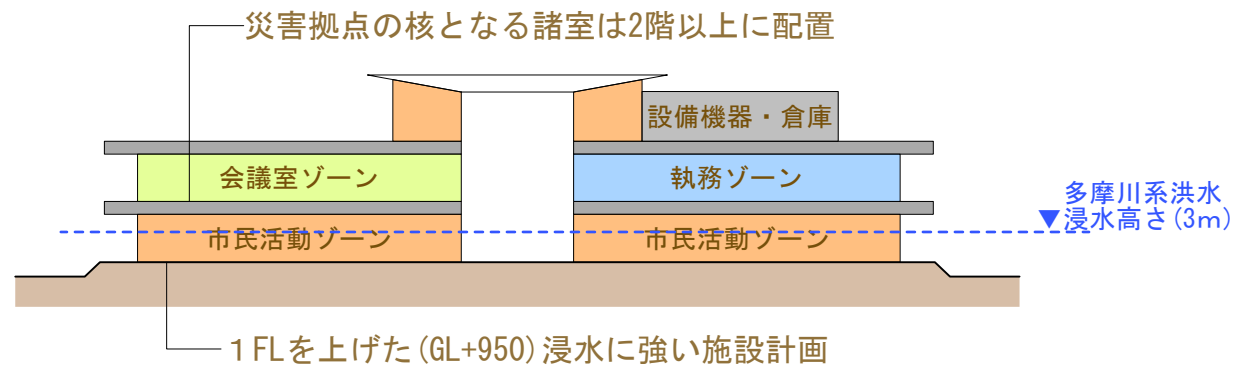 災害拠点の核となる諸室は2階以上に配置
設備機器・倉庫
会議室ゾーン
執務ゾーン
多摩川系洪水
▼浸水高さ(3m)
市民活動ゾーン
市民活動ゾーン
1FLを上げた(GL+950)浸水に強い施設計画